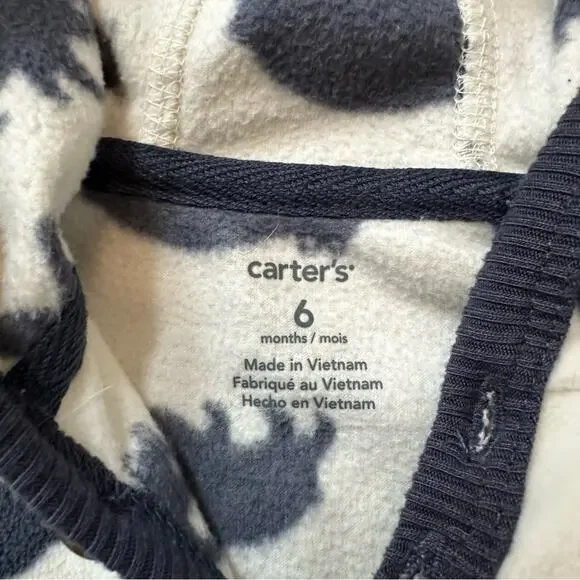 carter's
6
months / mois
Made in Vietnam
Fabriqué au Vietnam
Hecho en Vietnam